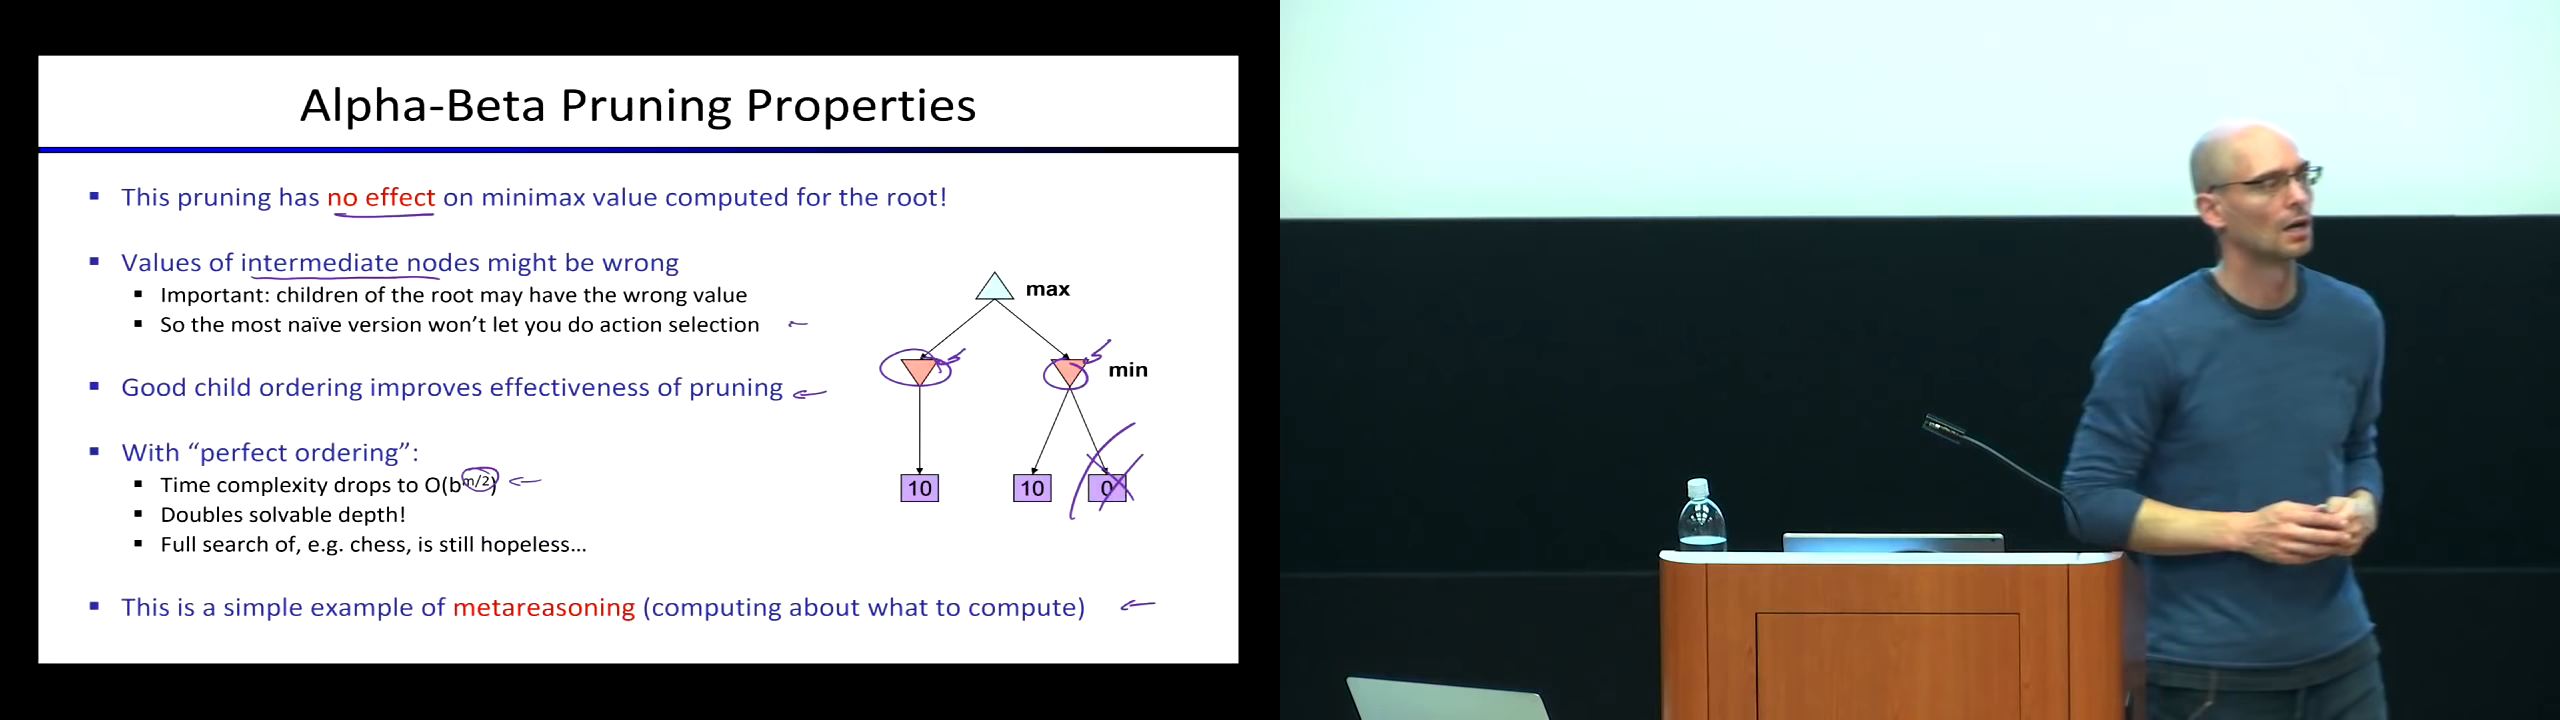 Alpha-Beta Pruning Properties
This pruning has no effect on minimax value computed for the root!
Values of intermediate nodes might be wrong
Important: children of the root may have the wrong value
So the most naïve version won't let you do action selection
Good child ordering improves effectiveness of pruning
With “perfect ordering”:
Time complexity drops to O(b^m/2)
Doubles solvable depth!
Full search of, e.g. chess, is still hopeless…
This is a simple example of metareasoning (computing about what to compute)
max
min
10 10 0